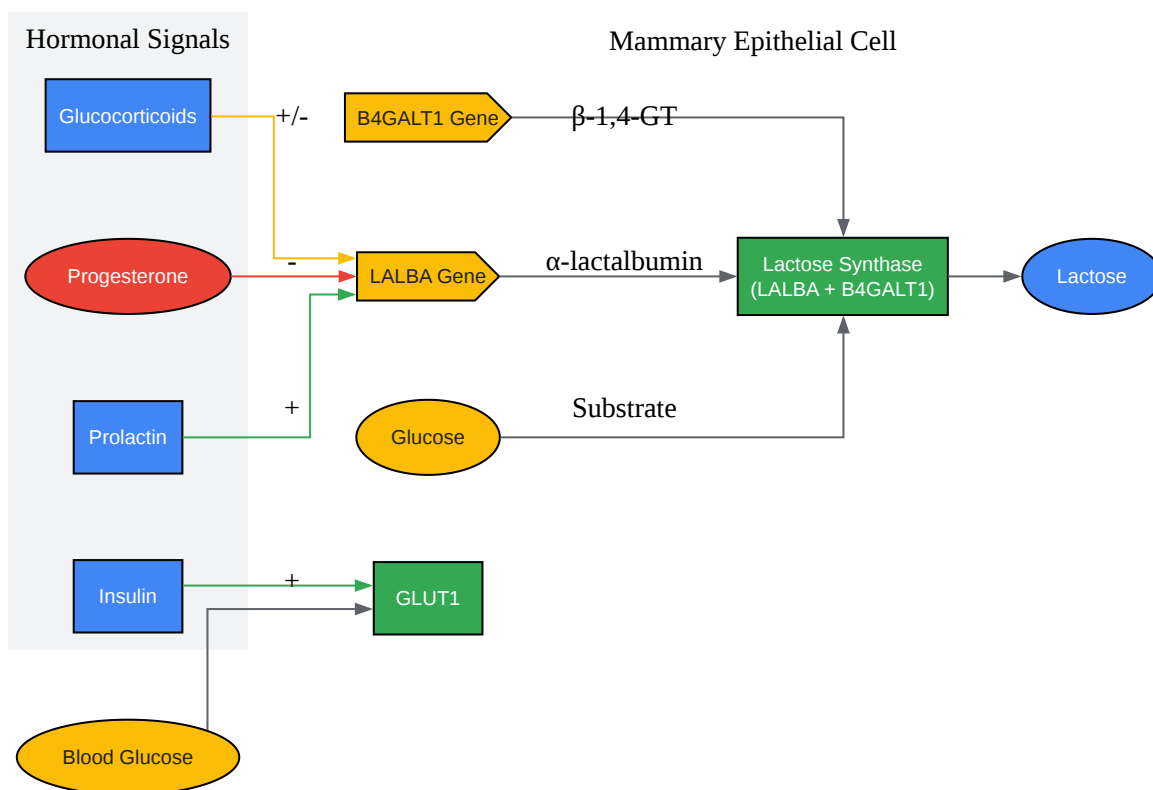 Hormonal Signals
Mammary Epithelial Cell
Glucocorticoids
+/-
B4GALT1 Gene
β-1,4-GT
Progesterone
-
LALBA Gene
α-lactalbumin
Lactose Synthase
(LALBA + B4GALT1)
Lactose
Prolactin
+
Glucose
Substrate
Insulin
+
GLUT1
Blood Glucose